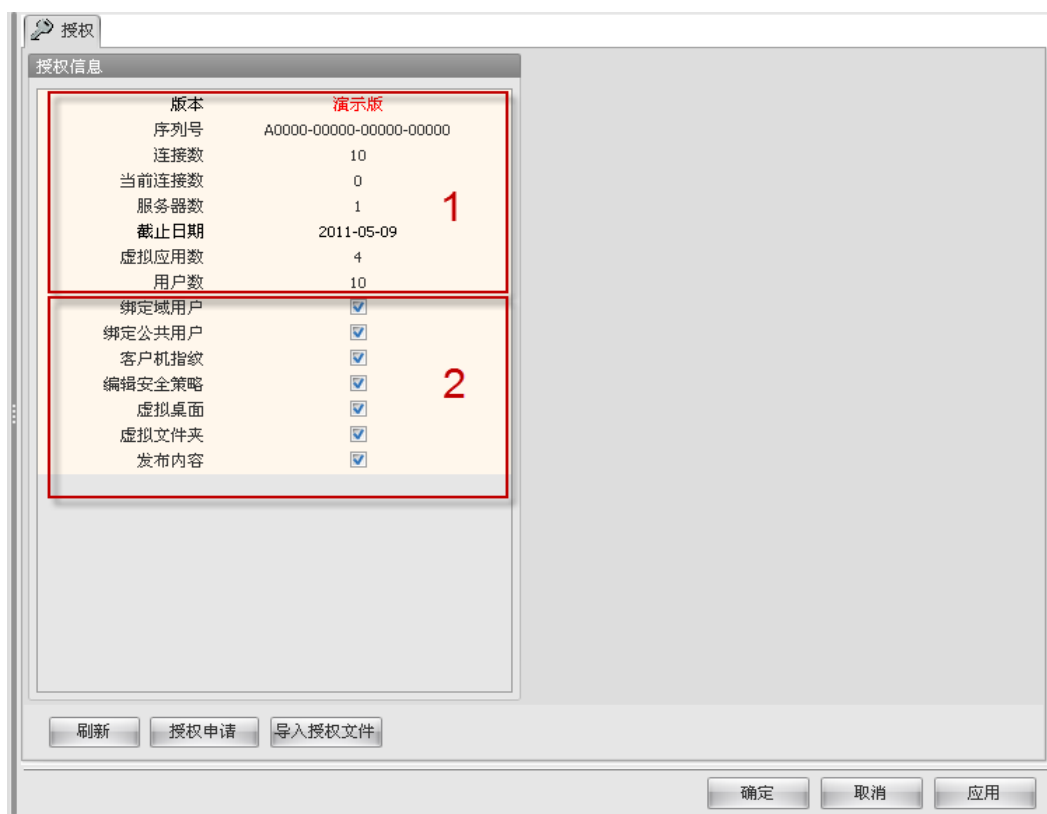 授权
授权信息
版本 演示版
序列号 A0000-00000-00000-00000
连接数 10
当前连接数 0
服务器数 1
1
截止日期 2011-05-09
虚拟应用数 4
用户数 10
绑定域用户
绑定公共用户
客户机指纹
编辑安全策略
2
虚拟桌面
虚拟文件夹
发布内容
刷新 授权申请 导入授权文件
确定 取消 应用